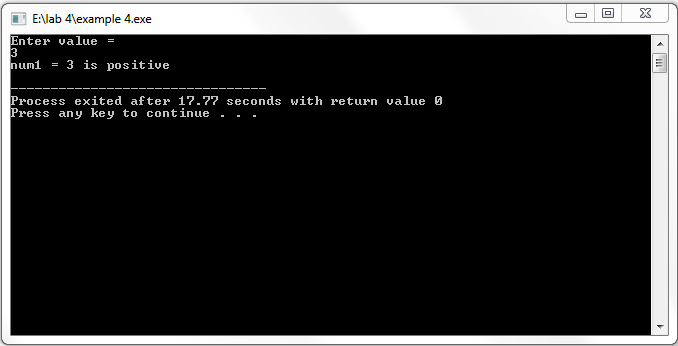 E:\lab 4\example 4.exe
Enter value =
3
num1 = 3 is positive
--------------------------------
Process exited after 17.77 seconds with return value 0
Press any key to continue . . .